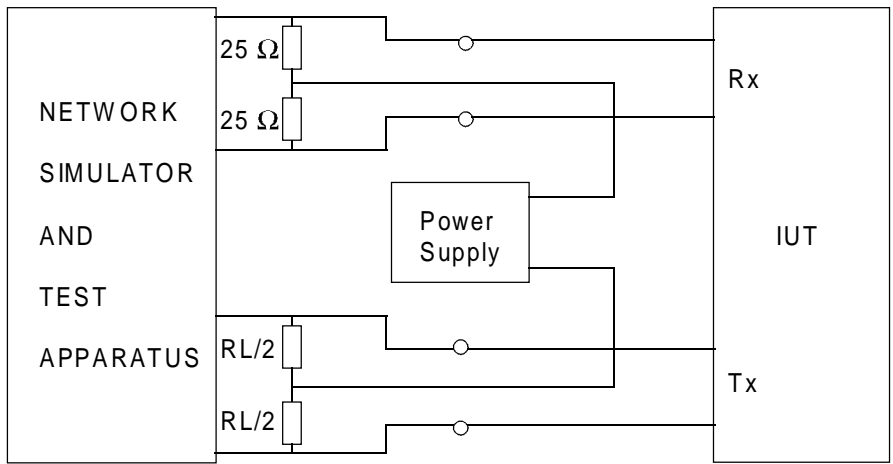 25 Ω
Rx
NETWORK
25 Ω
SIMULATOR
Power
Supply
AND
IUT
TEST
APPARATUS
RL/2
Tx
RL/2